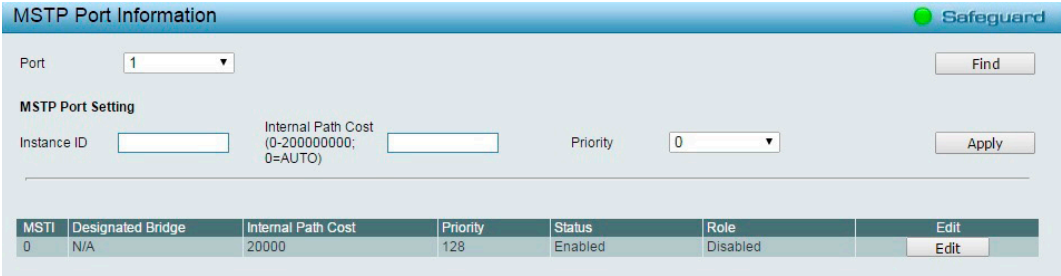 MSTP Port Information
Safeguard
Port 1 Find
MSTP Port Setting
Instance ID Internal Path Cost (0-200000000; 0=AUTO) Priority 0 Apply
MSTI Designated Bridge Internal Path Cost Priority Status Role Edit
0 N/A 20000 128 Enabled Disabled Edit